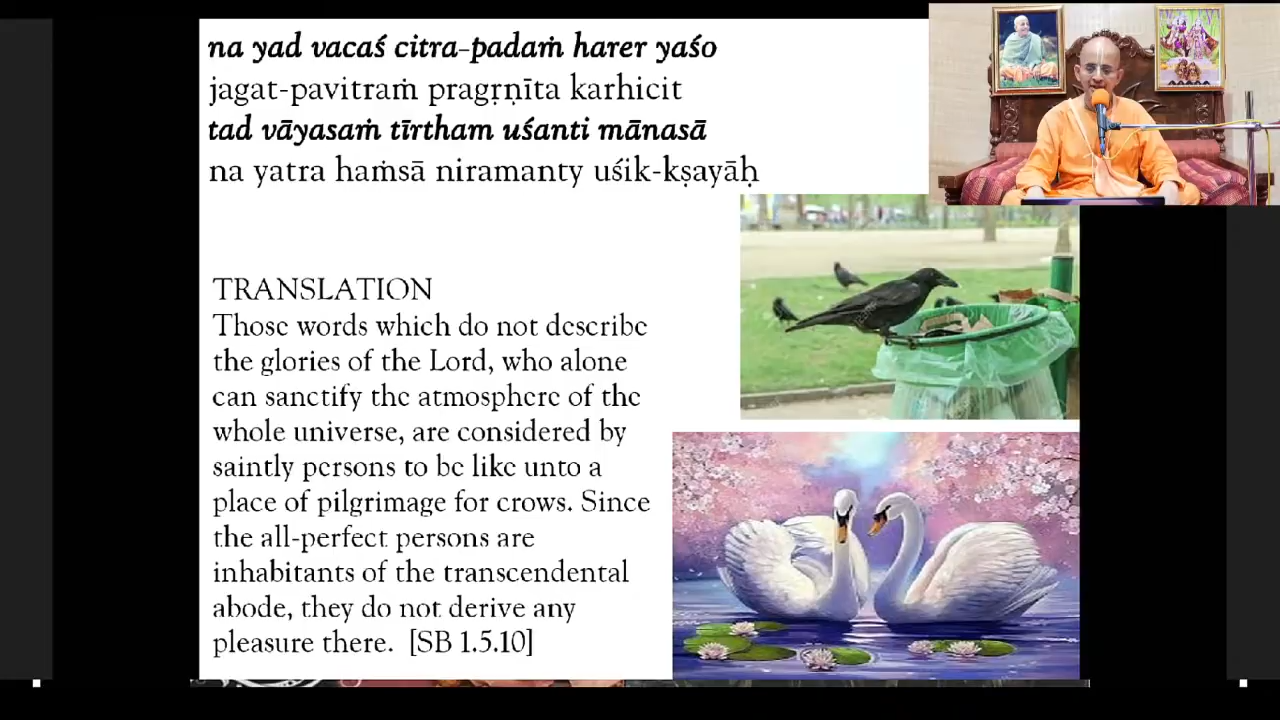 na yad vacaś citra-padaṁ harer yaśo
jagat-pavitraṁ pragṛṇīta karhicit
tad vāyasaṁ tīrtham uśanti mānasā
na yatra haṁsā niramanty uśik-kṣayāḥ
TRANSLATION
Those words which do not describe
the glories of the Lord, who alone
can sanctify the atmosphere of the
whole universe, are considered by
saintly persons to be like unto a
place of pilgrimage for crows. Since
the all-perfect persons are
inhabitants of the transcendental
abode, they do not derive any
pleasure there. [SB 1.5.10]